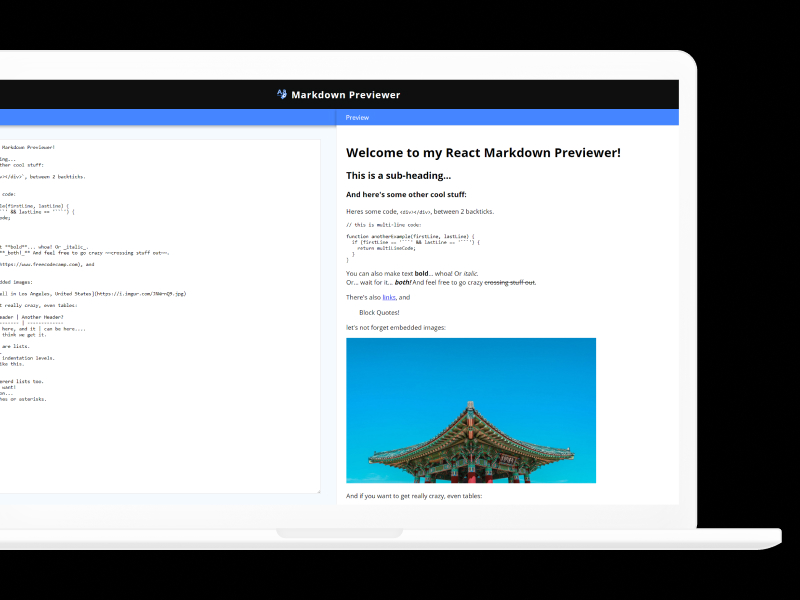 Markdown Previewer
Preview
Markdown Previewer!
ing...
ther cool stuff:
v></div>`, between 2 backticks.
code:
le(firstLine, lastLine) {
``' && lastLine == '`````') {
ode;
t **bold**... whoa! Or _italic_.
**_both!_** And feel free to go crazy ~~crossing stuff out~~.
https://www.freecodecamp.com), and
dded images:
ell in Los Angeles, United States](https://i.imgur.com/
t really crazy, even tables:
eader | Another Header?
------- | -------------
here, and it | can be here....
think we get it.
are lists.
indentation levels.
ike this.
ererd lists too.
want!
on...
hes or asterisks.
Welcome to my React Markdown Previewer!
This is a sub-heading...
And here's some other cool stuff:
Heres some code, <div></div>, between 2 backticks.
// this is multi-line code:
function anotherExample(firstLine, lastLine) {
if (firstLine == '```' && lastLine == '```') {
return multiLineCode;
}
}
You can also make text bold... whoa! Or italic.
Or... wait for it... both! And feel free to go crazy crossing stuff out.
There's also links, and
Block Quotes!
let's not forget embedded images:
And if you want to get really crazy, even tables: